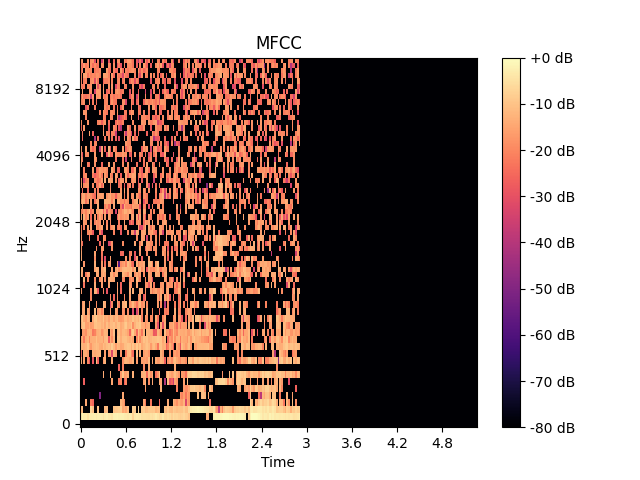 MFCC
Hz
8192
4096
2048
1024
512
0
0 0.6 1.2 1.8 2.4 3 3.6 4.2 4.8
Time
+0 dB
-10 dB
-20 dB
-30 dB
-40 dB
-50 dB
-60 dB
-70 dB
-80 dB